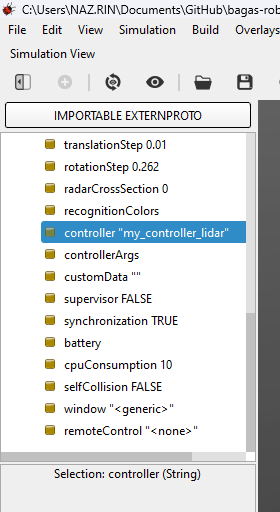 C:\Users\NAZ.RIN\Documents\GitHub\bagas-rob
File Edit View Simulation Build Overlays
Simulation View
IMPORTABLE EXTERNPROTO
translationStep 0.01
rotationStep 0.262
radarCrossSection 0
recognitionColors
controller "my_controller_lidar"
controllerArgs
customData ""
supervisor FALSE
synchronization TRUE
battery
cpuConsumption 10
selfCollision FALSE
window "<generic>"
remoteControl "<none>"
Selection: controller (String)